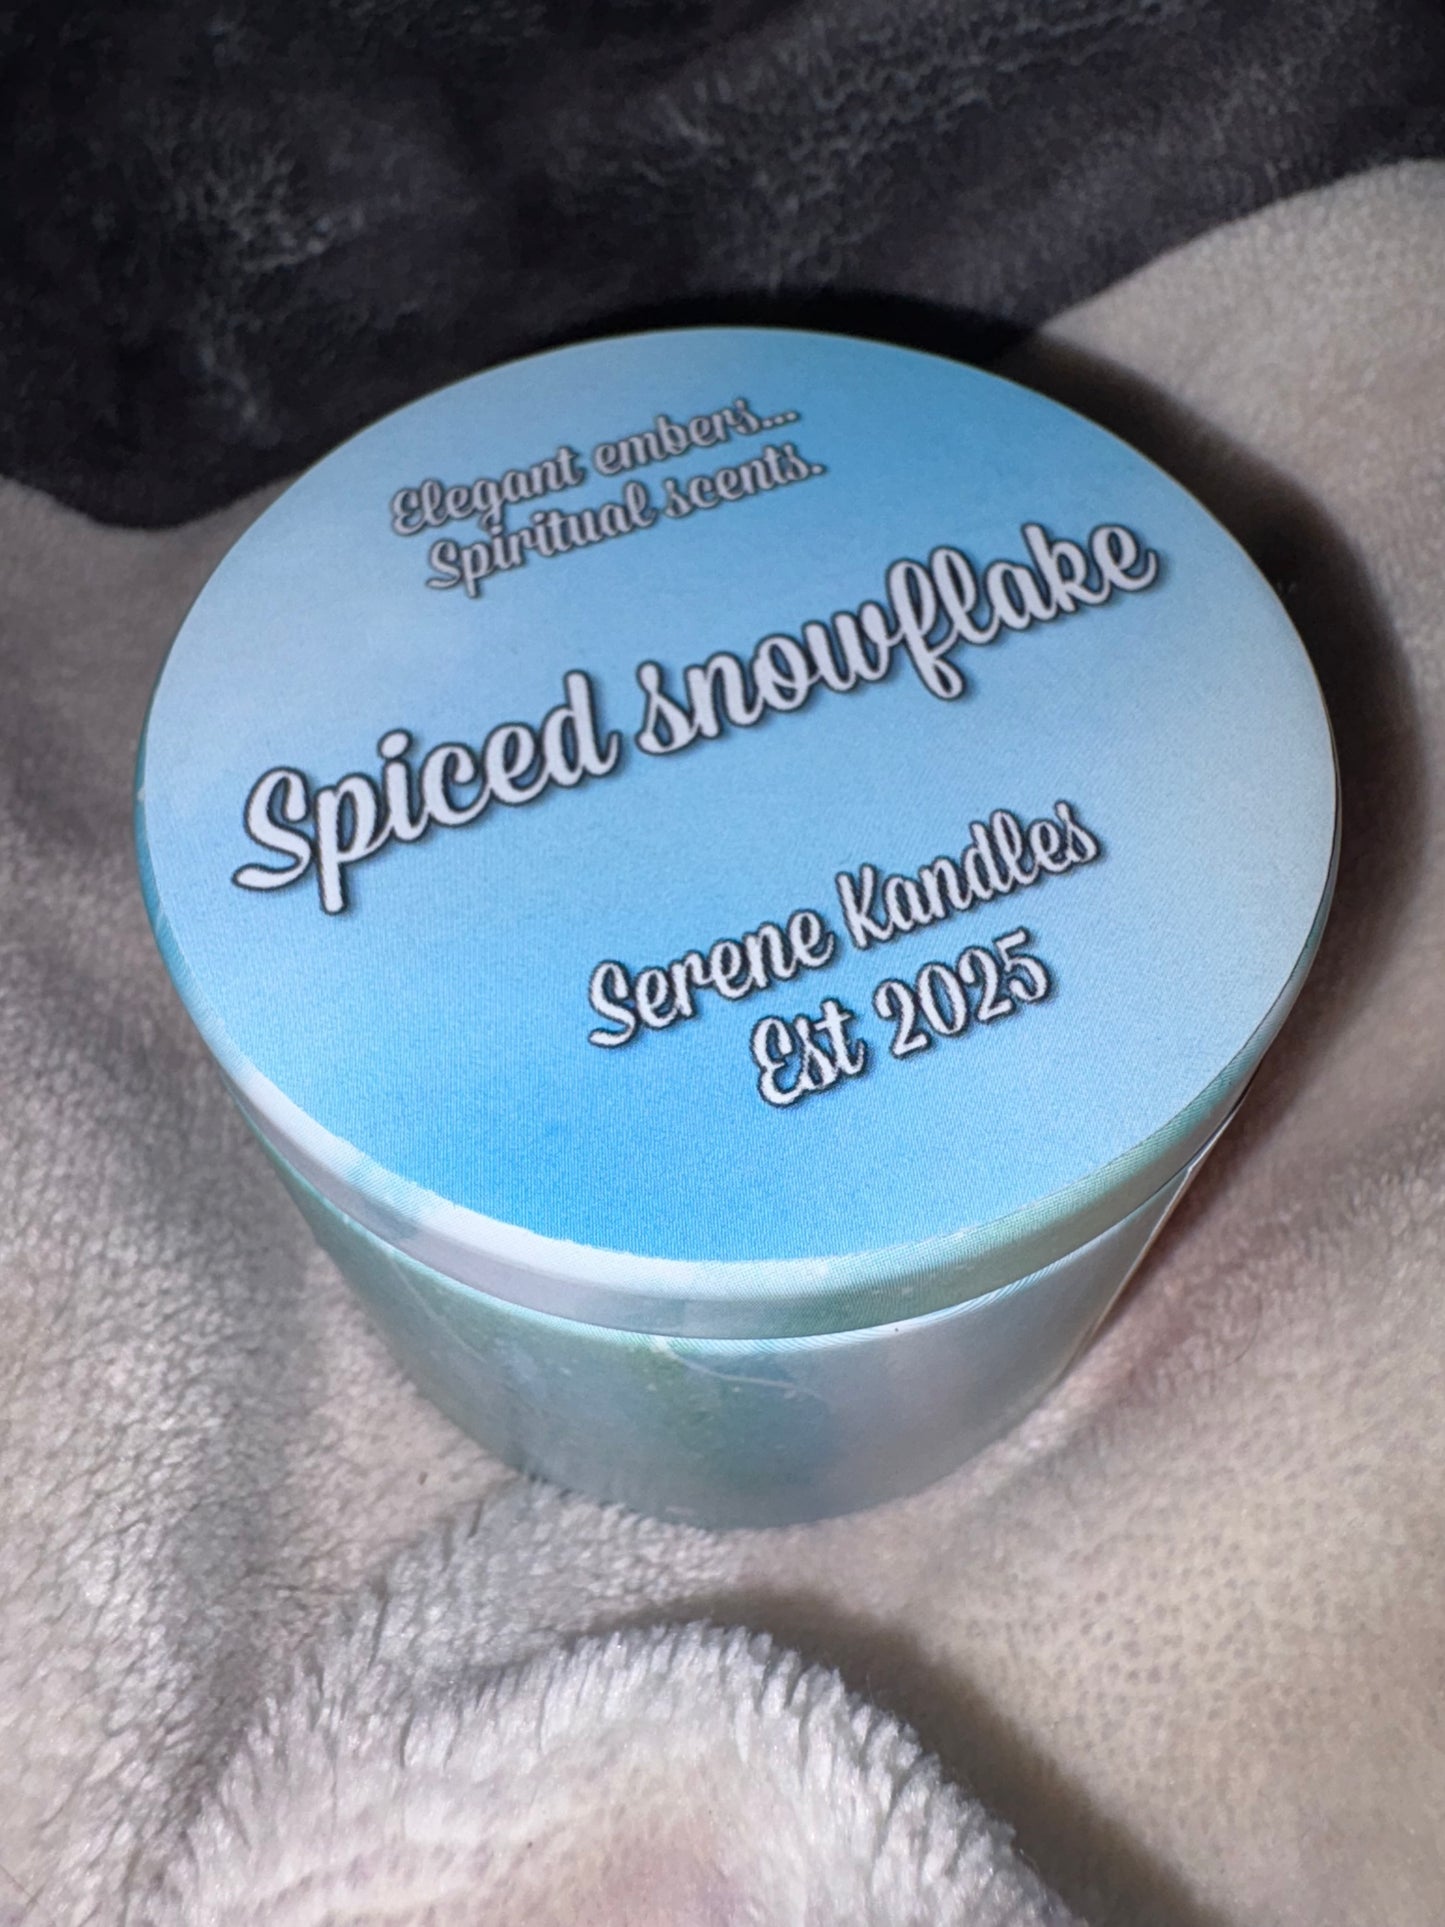 Elegant embers...
Spiritual scents.
Spiced snowflake
Serene Kandles
Est 2025